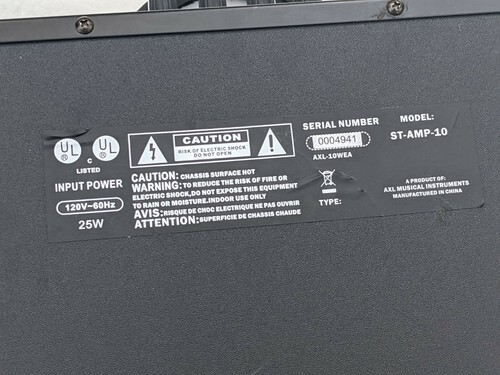 UL
®
C
UL
®
LISTED
INPUT POWER
120V~60Hz
25W
CAUTION
RISK OF ELECTRIC SHOCK
DO NOT OPEN
CAUTION: CHASSIS SURFACE HOT
WARNING: TO REDUCE THE RISK OF FIRE OR
ELECTRIC SHOCK,DO NOT EXPOSE THIS EQUIPMENT
TO RAIN OR MOISTURE.INDOOR USE ONLY
AVIS: RISQUE DE CHOC ELECTRIQUE NE PAS OUVRIR
ATTENTION: SUPERFICIE DE CHASSIS CHAUDE
SERIAL NUMBER
0004941
AXL-10WEA
TYPE:
MODEL:
ST-AMP-10
A PRODUCT OF:
AXL MUSICAL INSTRUMENTS
MANUFACTURED IN CHINA